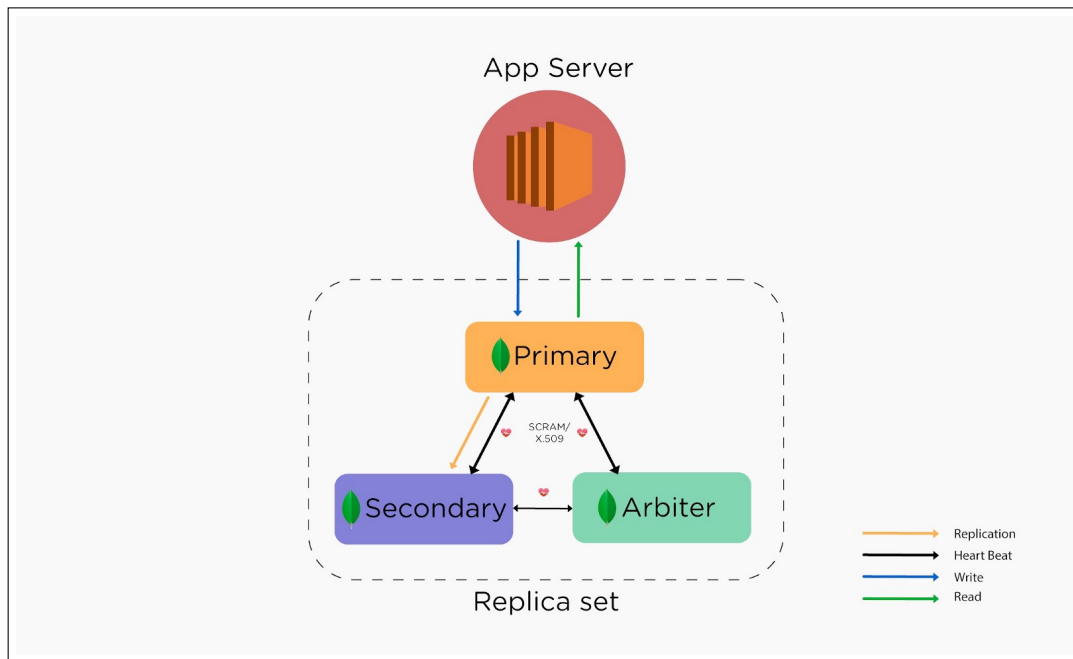 App Server
Primary
SCRAM/
X.509
Secondary
Arbiter
Replica set
Replication
Heart Beat
Write
Read